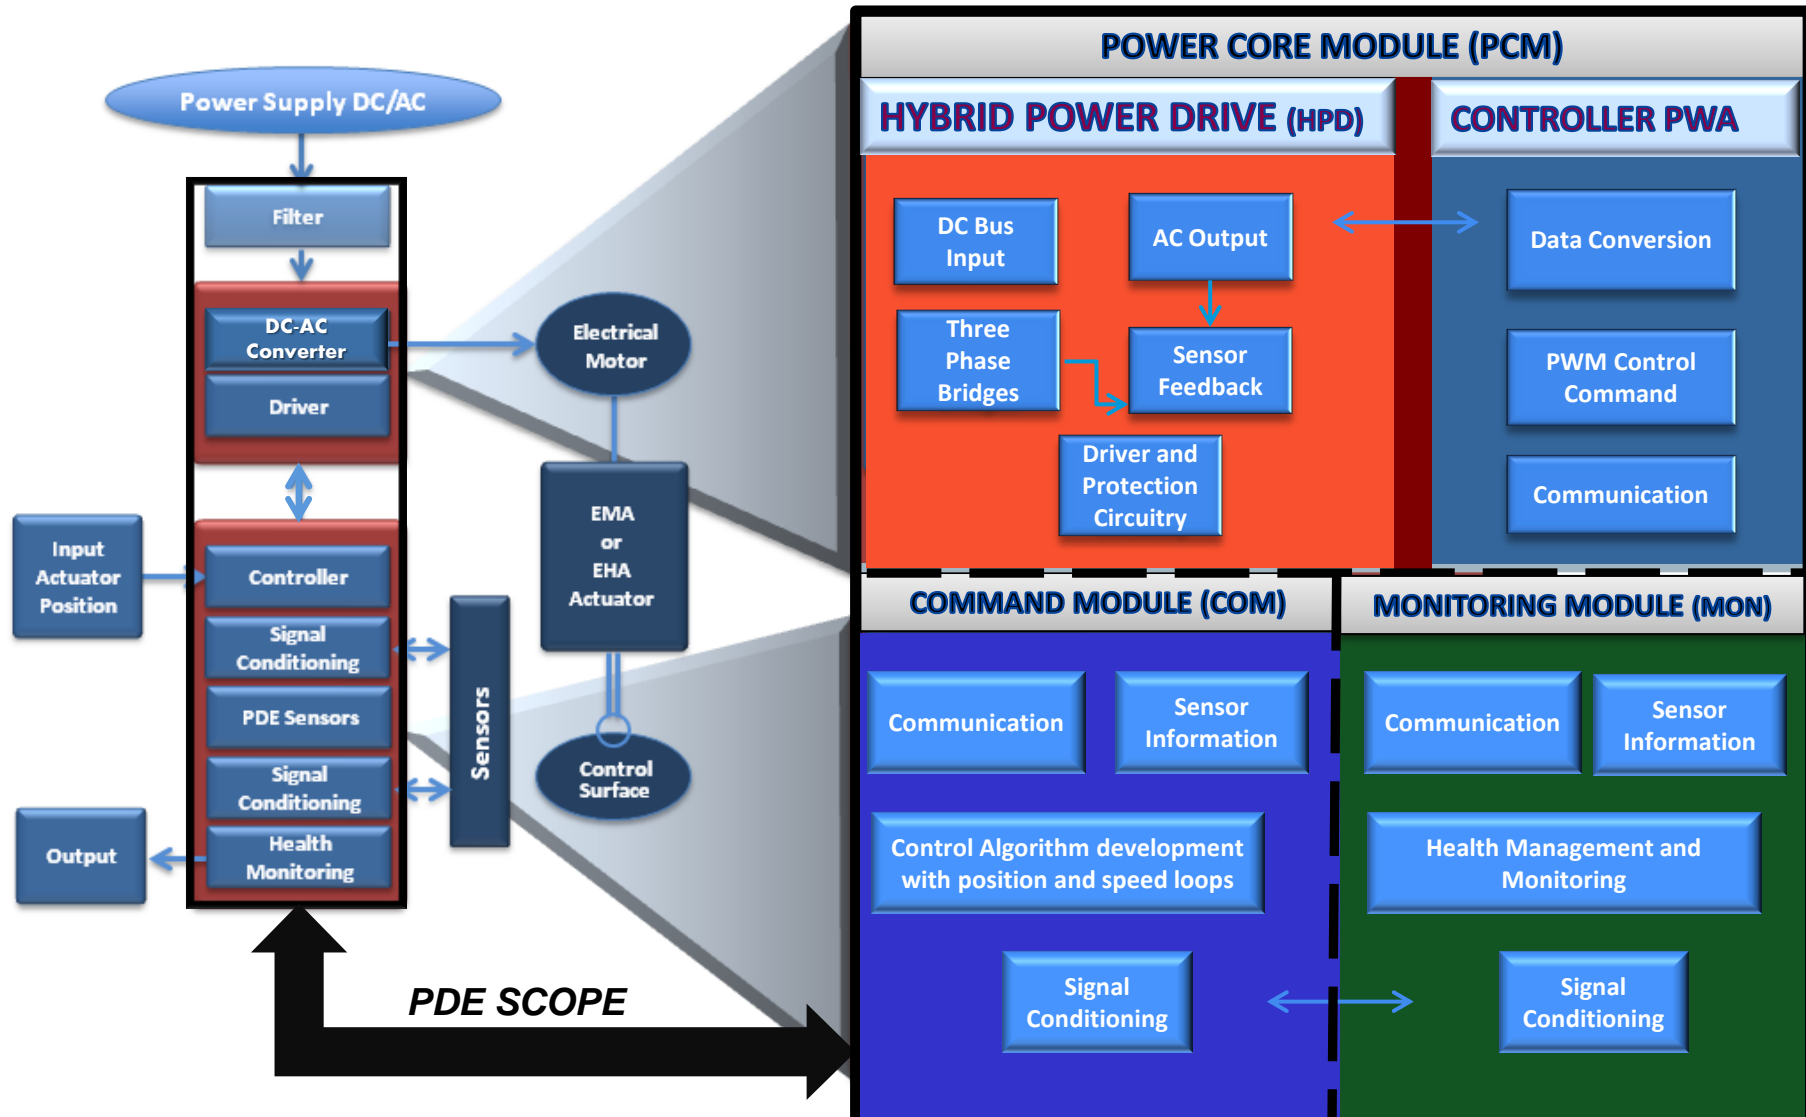 Power Supply DC/AC
Filter
DC-AC
Converter
Driver
Electrical
Motor
Input
Actuator
Position
Controller
Signal
Conditioning
PDE Sensors
Signal
Conditioning
Health
Monitoring
Output
Sensors
EMA
or
EHA
Actuator
Control
Surface
PDE SCOPE
POWER CORE MODULE (PCM)
HYBRID POWER DRIVE (HPD)
DC Bus
Input
AC Output
Three
Phase
Bridges
Sensor
Feedback
Driver and
Protection
Circuitry
CONTROLLER PWA
Data Conversion
PWM Control
Command
Communication
COMMAND MODULE (COM)
Communication
Sensor
Information
Control Algorithm development
with position and speed loops
Signal
Conditioning
MONITORING MODULE (MON)
Communication
Sensor
Information
Health Management and
Monitoring
Signal
Conditioning